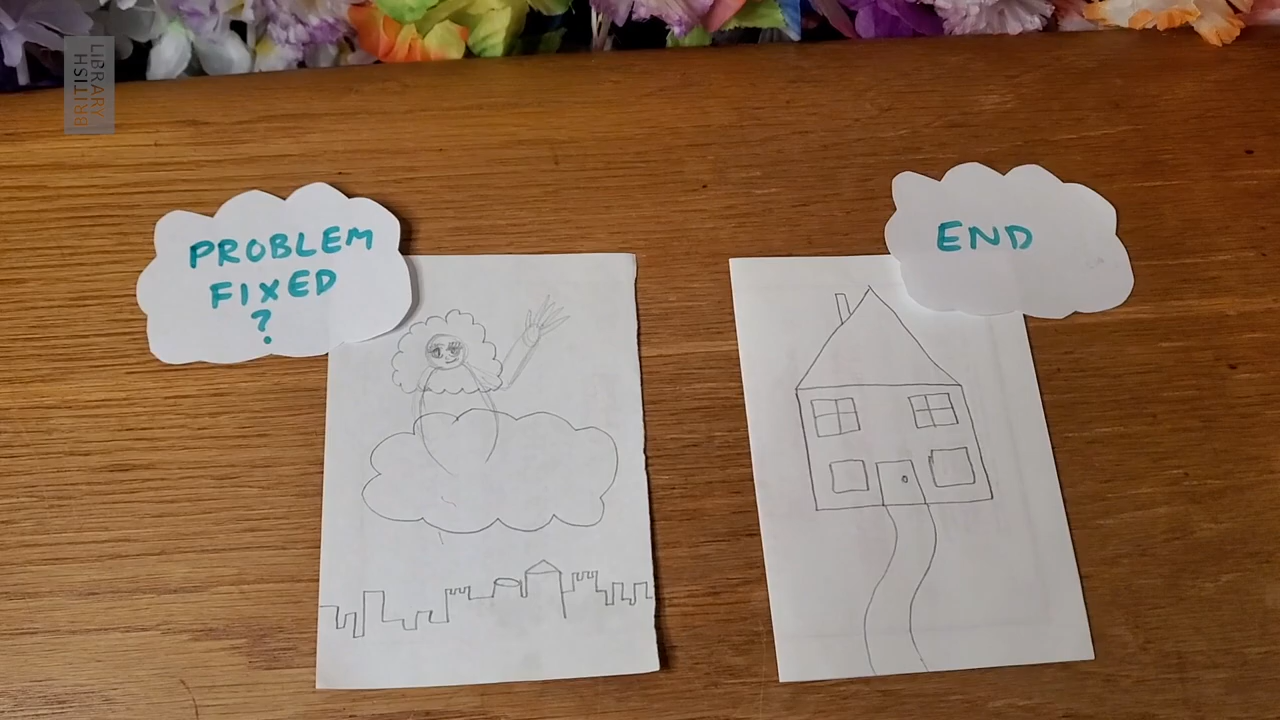 BRITISH
LIBRARY
PROBLEM
FIXED
?
END